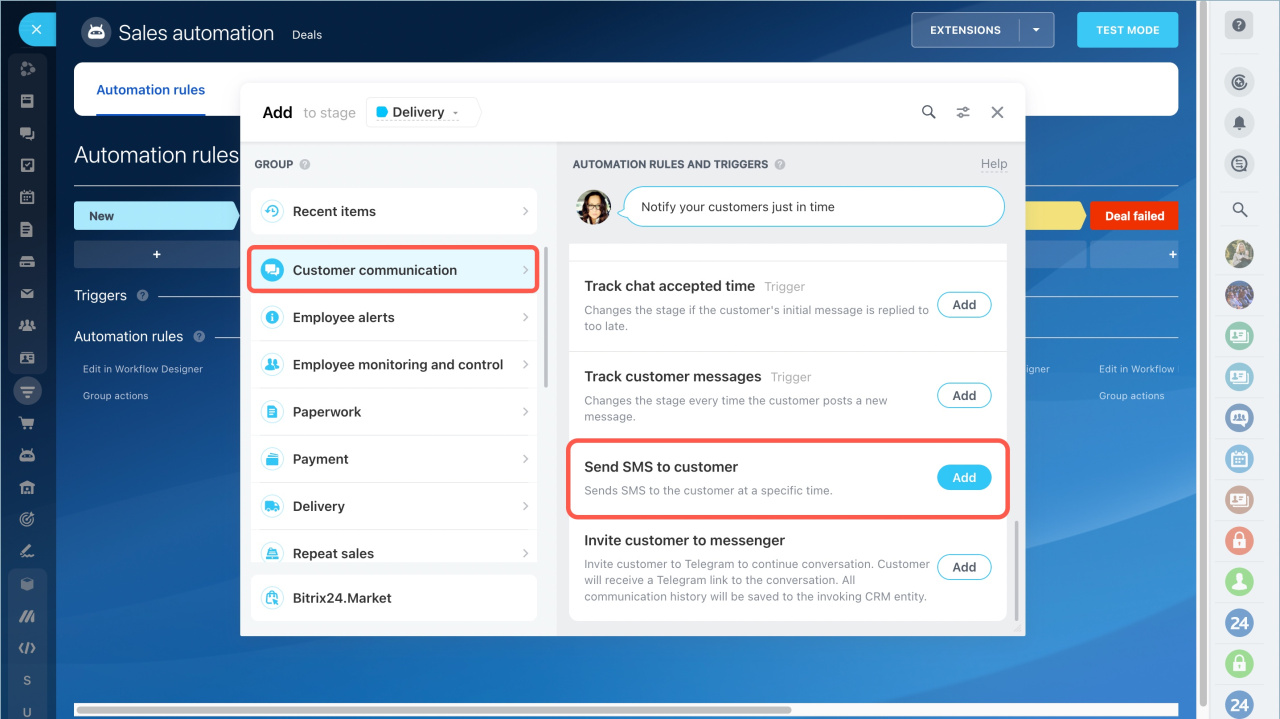 Sales automation
Deals
EXTENSIONS
TEST MODE
Automation rules
Add to stage Delivery
Automation rules
GROUP
AUTOMATION RULES AND TRIGGERS
Help
Recent items
Notify your customers just in time
New
Deal failed
+
+
Customer communication
Track chat accepted time Trigger
Changes the stage if the customer's initial message is replied to
too late.
Add
Triggers
Employee alerts
Automation rules
Employee monitoring and control
Edit in Workflow Designer
igner
Edit in Workflow
Group actions
Group actions
Track customer messages Trigger
Changes the stage every time the customer posts a new
message.
Add
Paperwork
Payment
Send SMS to customer
Sends SMS to the customer at a specific time.
Add
Delivery
Repeat sales
Invite customer to messenger
Invite customer to Telegram to continue conversation. Customer
will receive a Telegram link to the conversation. All
communication history will be saved to the invoking CRM entity.
Add
Bitrix24.Market
S
U
24
24